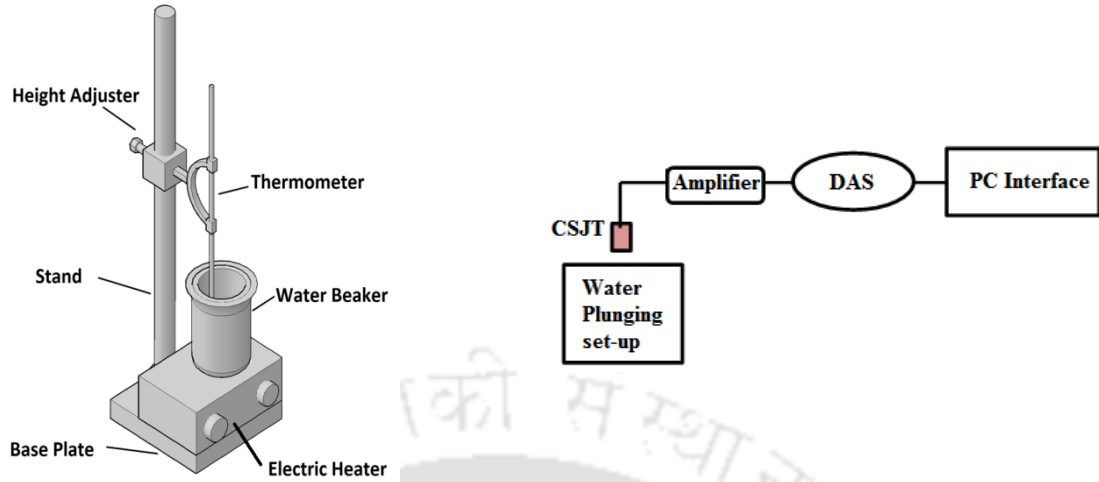 Height Adjuster
Thermometer
Stand
Water Beaker
Base Plate
Electric Heater
Amplifier
DAS
PC Interface
CSJT
Water
Plunging
set-up